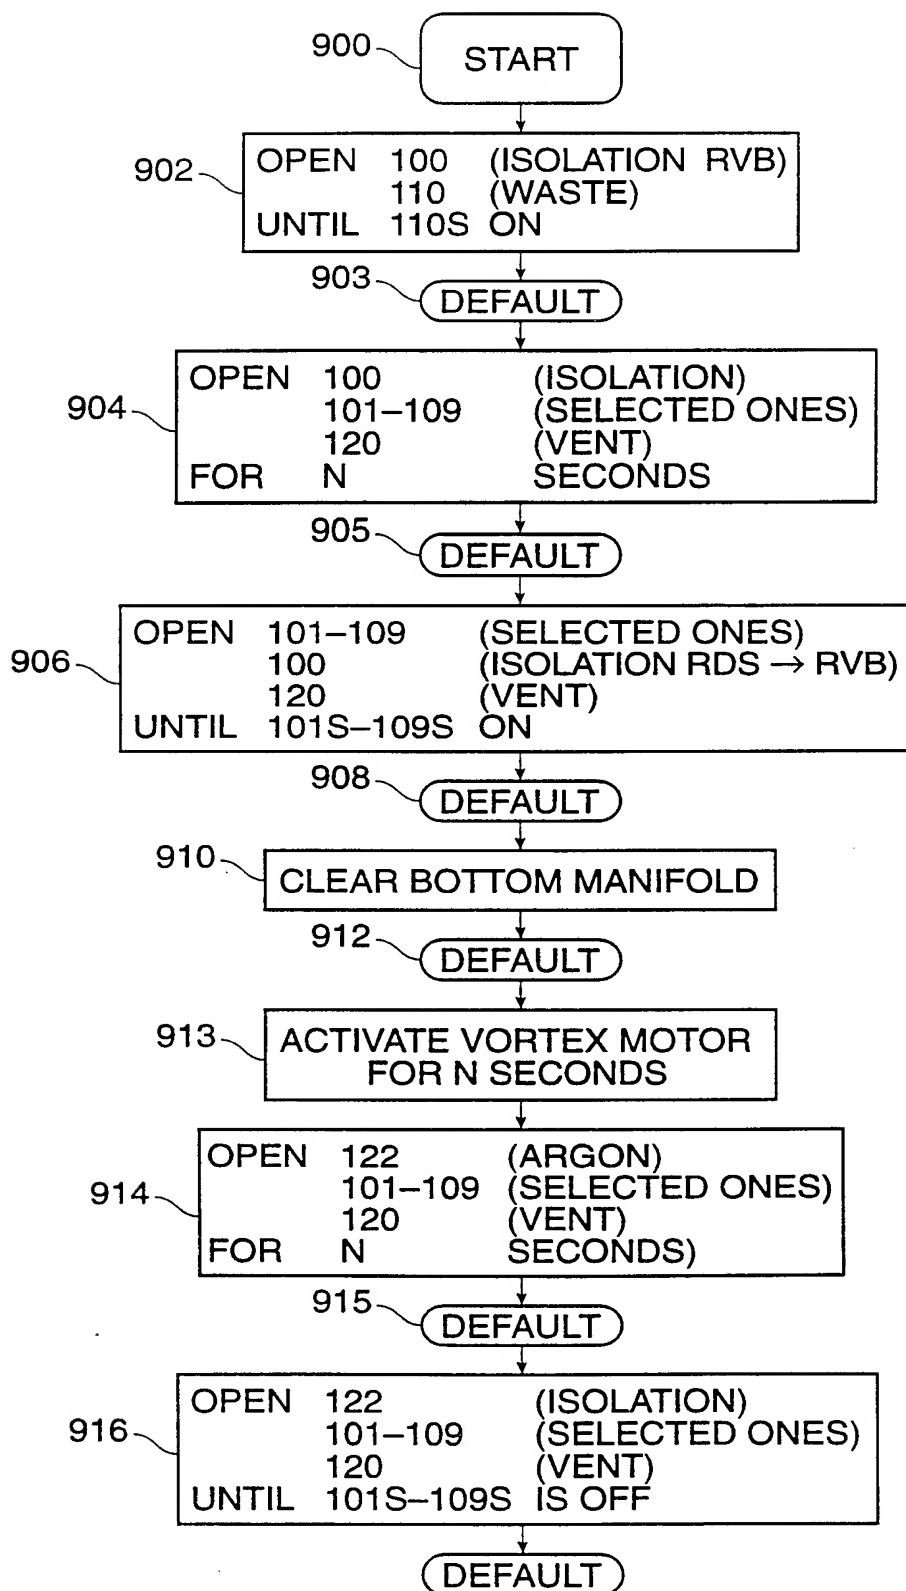 900
START
902
OPEN 100 (ISOLATION RVB)
110 (WASTE)
UNTIL 110S ON
903
DEFAULT
904
OPEN 100 (ISOLATION)
101–109 (SELECTED ONES)
120 (VENT)
FOR N SECONDS
905
DEFAULT
906
OPEN 101–109 (SELECTED ONES)
100 (ISOLATION RDS → RVB)
120 (VENT)
UNTIL 101S–109S ON
908
DEFAULT
910
CLEAR BOTTOM MANIFOLD
912
DEFAULT
913
ACTIVATE VORTEX MOTOR
FOR N SECONDS
914
OPEN 122 (ARGON)
101–109 (SELECTED ONES)
120 (VENT)
FOR N SECONDS)
915
DEFAULT
916
OPEN 122 (ISOLATION)
101–109 (SELECTED ONES)
120 (VENT)
UNTIL 101S–109S IS OFF
DEFAULT